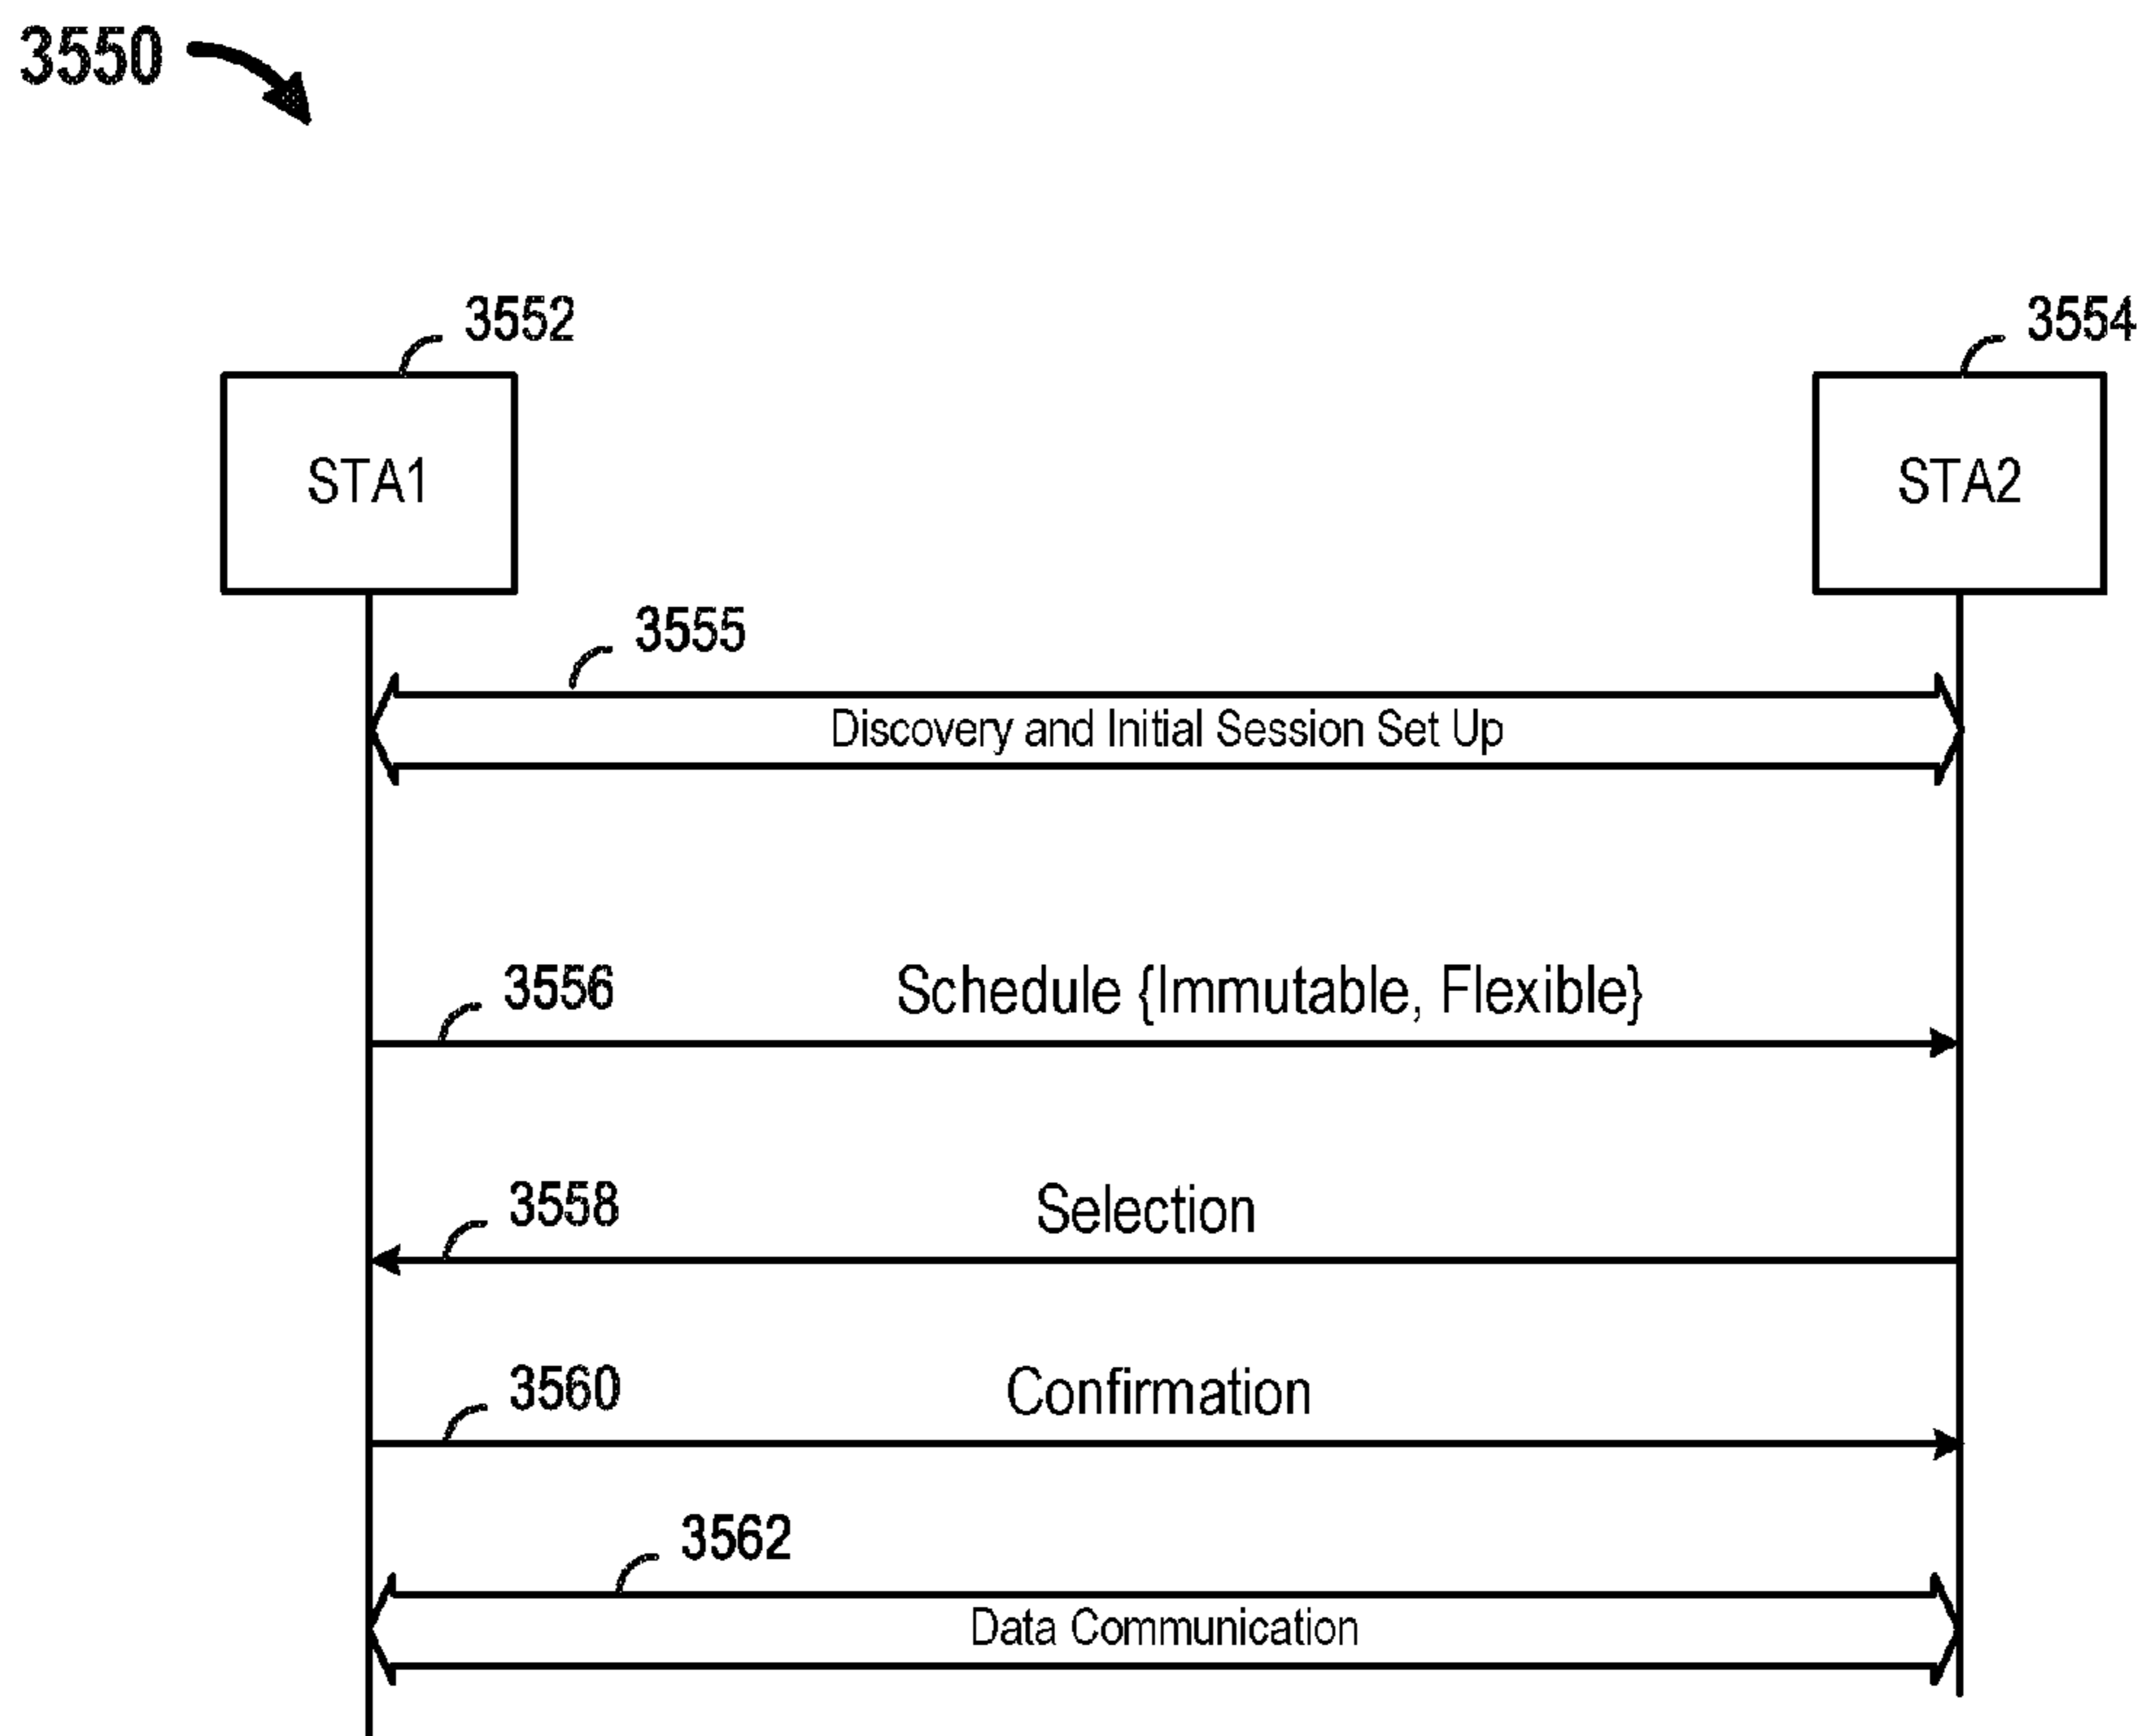 3550
3552
3554
STA1
STA2
3555
Discovery and Initial Session Set Up
3556
Schedule {Immutable, Flexible}
3558
Selection
3560
Confirmation
3562
Data Communication